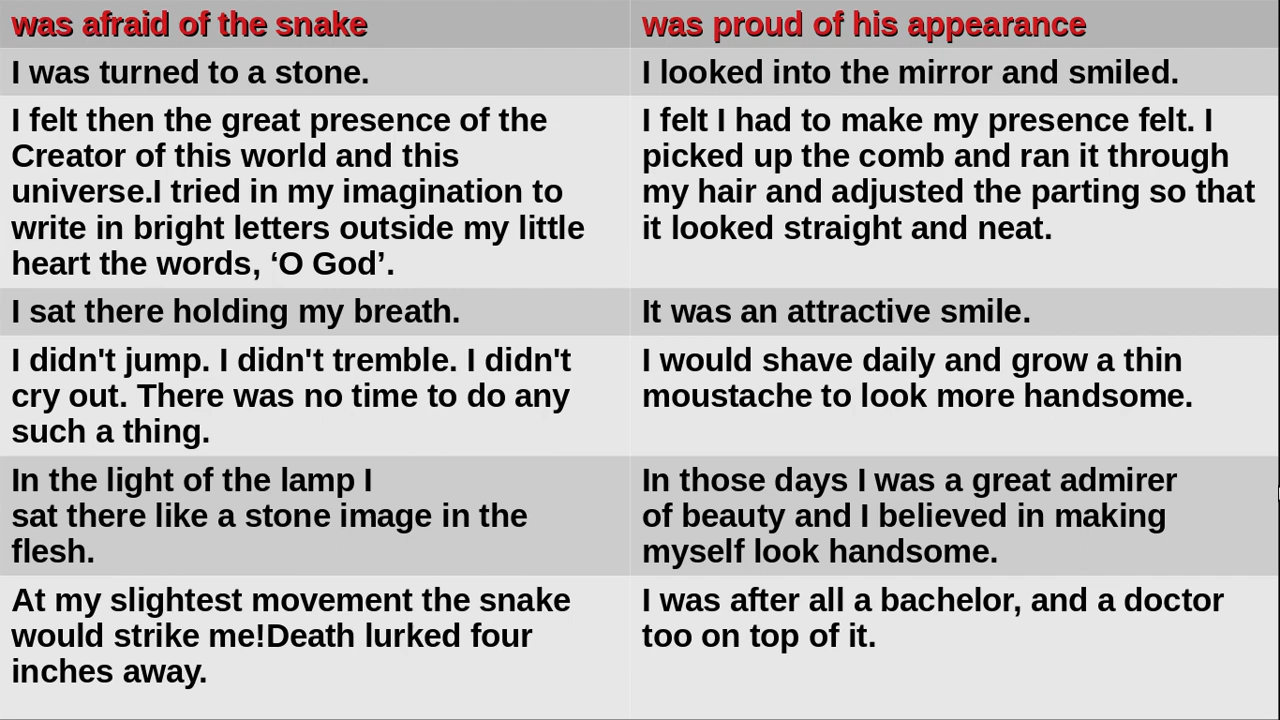 was afraid of the snake
was proud of his appearance
I was turned to a stone.
I looked into the mirror and smiled.
I felt then the great presence of the
Creator of this world and this
universe.I tried in my imagination to
write in bright letters outside my little
heart the words, ‘O God’.
I felt I had to make my presence felt. I
picked up the comb and ran it through
my hair and adjusted the parting so that
it looked straight and neat.
I sat there holding my breath.
It was an attractive smile.
I didn't jump. I didn't tremble. I didn't
cry out. There was no time to do any
such a thing.
I would shave daily and grow a thin
moustache to look more handsome.
In the light of the lamp I
sat there like a stone image in the
flesh.
In those days I was a great admirer
of beauty and I believed in making
myself look handsome.
At my slightest movement the snake
would strike me!Death lurked four
inches away.
I was after all a bachelor, and a doctor
too on top of it.